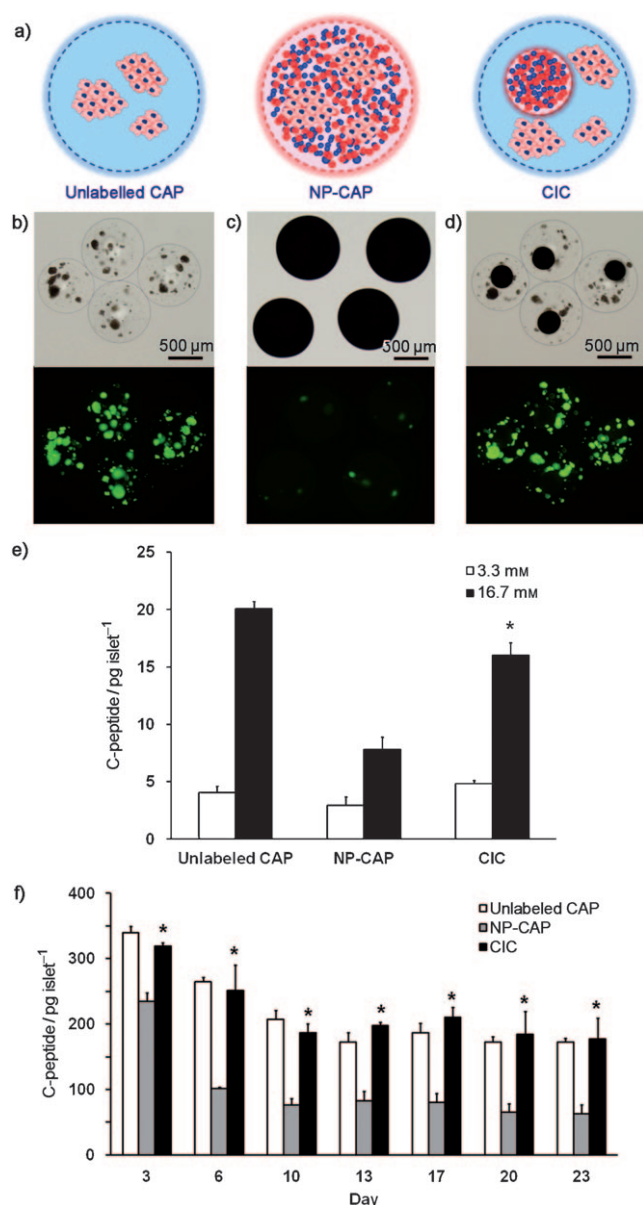 a)
Unlabelled CAP NP-CAP CIC
b) c) d)
500 µm 500 µm 500 µm
e)
25
20
15
10
5
0
C-peptide / pg islet⁻¹
3.3 mM
16.7 mM
*
Unlabeled CAP NP-CAP CIC
f)
400
300
200
100
0
C-peptide / pg islet⁻¹
Unlabeled CAP
NP-CAP
CIC
* * * * * * *
3 6 10 13 17 20 23
Day